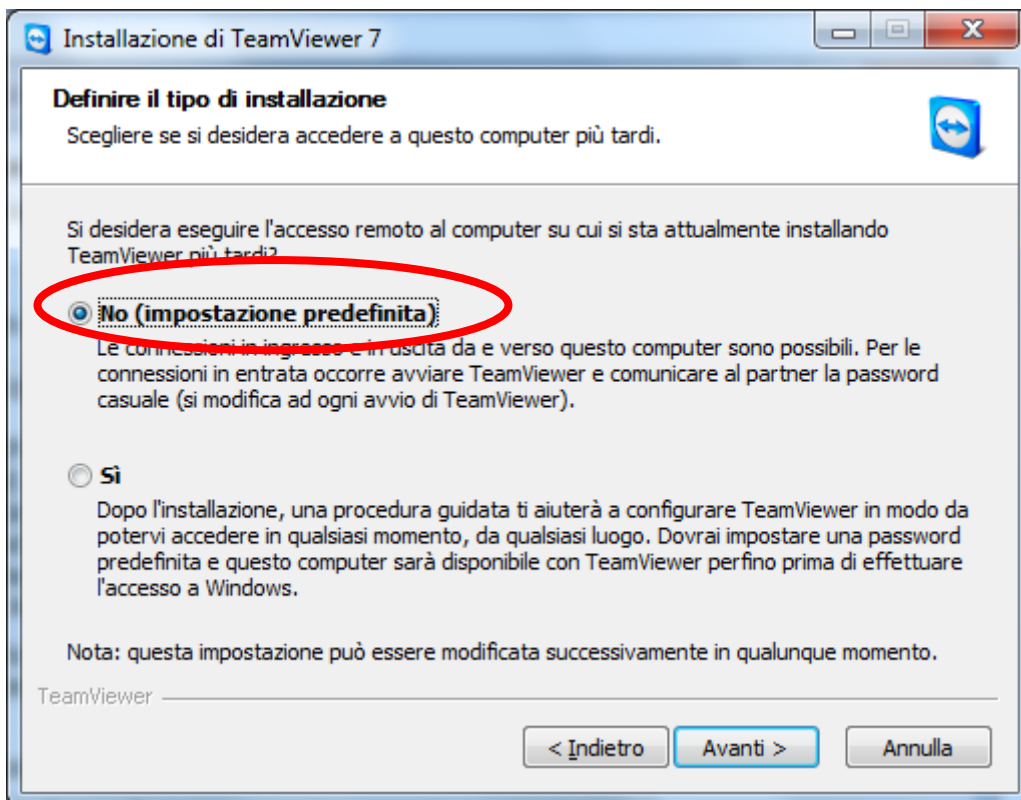 Installazione di TeamViewer 7
Definire il tipo di installazione
Scegliere se si desidera accedere a questo computer più tardi.
Si desidera eseguire l'accesso remoto al computer su cui si sta attualmente installando
TeamViewer più tardi?
No (impostazione predefinita)
Le connessioni in ingresso e in uscita da e verso questo computer sono possibili. Per le
connessioni in entrata occorre avviare TeamViewer e comunicare al partner la password
casuale (si modifica ad ogni avvio di TeamViewer).
Sì
Dopo l'installazione, una procedura guidata ti aiuterà a configurare TeamViewer in modo da
potervi accedere in qualsiasi momento, da qualsiasi luogo. Dovrai impostare una password
predefinita e questo computer sarà disponibile con TeamViewer perfino prima di effettuare
l'accesso a Windows.
Nota: questa impostazione può essere modificata successivamente in qualunque momento.
TeamViewer
< Indietro
Avanti >
Annulla